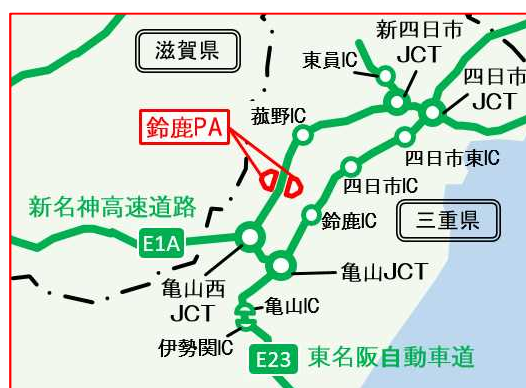 滋賀県
新四日市
JCT
東員IC
四日市
JCT
菰野IC
鈴鹿PA
四日市東IC
四日市IC
新名神高速道路
鈴鹿IC
三重県
E1A
亀山西
JCT
亀山JCT
亀山IC
伊勢関IC
E23
東名阪自動車道